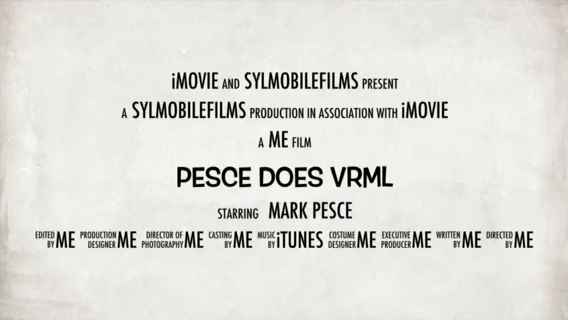 iMOVIE AND SYLMOBILEFILMS PRESENT
A SYLMOBILEFILMS PRODUCTION IN ASSOCIATION WITH iMOVIE
A ME FILM
PESCE DOES VRML
STARRING MARK PESCE
EDITED BY ME PRODUCTION DESIGNER ME DIRECTOR OF PHOTOGRAPHY ME CASTING BY ME MUSIC BY iTUNES COSTUME DESIGNER ME EXECUTIVE PRODUCER ME WRITTEN BY ME DIRECTED BY ME